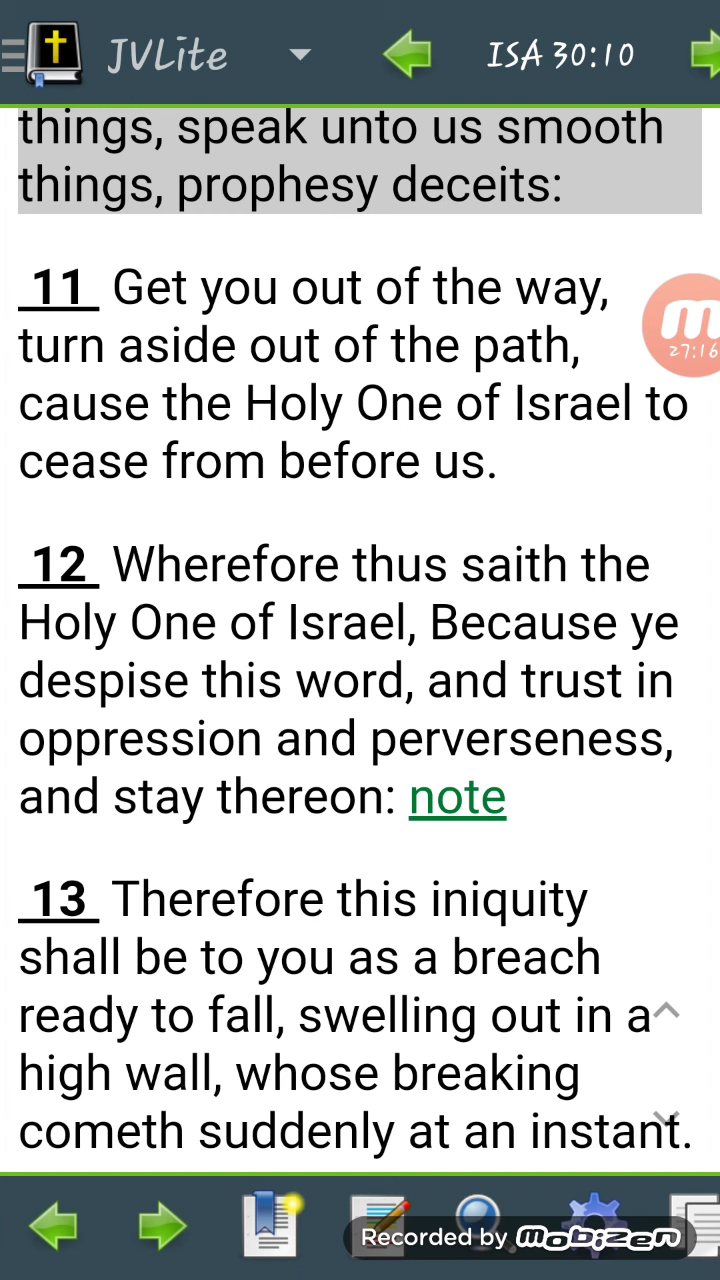 JVLite ISA 30:10
things, speak unto us smooth
things, prophesy deceits:
11 Get you out of the way,
turn aside out of the path,
cause the Holy One of Israel to
cease from before us.
12 Wherefore thus saith the
Holy One of Israel, Because ye
despise this word, and trust in
oppression and perverseness,
and stay thereon: note
13 Therefore this iniquity
shall be to you as a breach
ready to fall, swelling out in a
high wall, whose breaking
cometh suddenly at an instant.
m
27:16
Recorded by mobizen